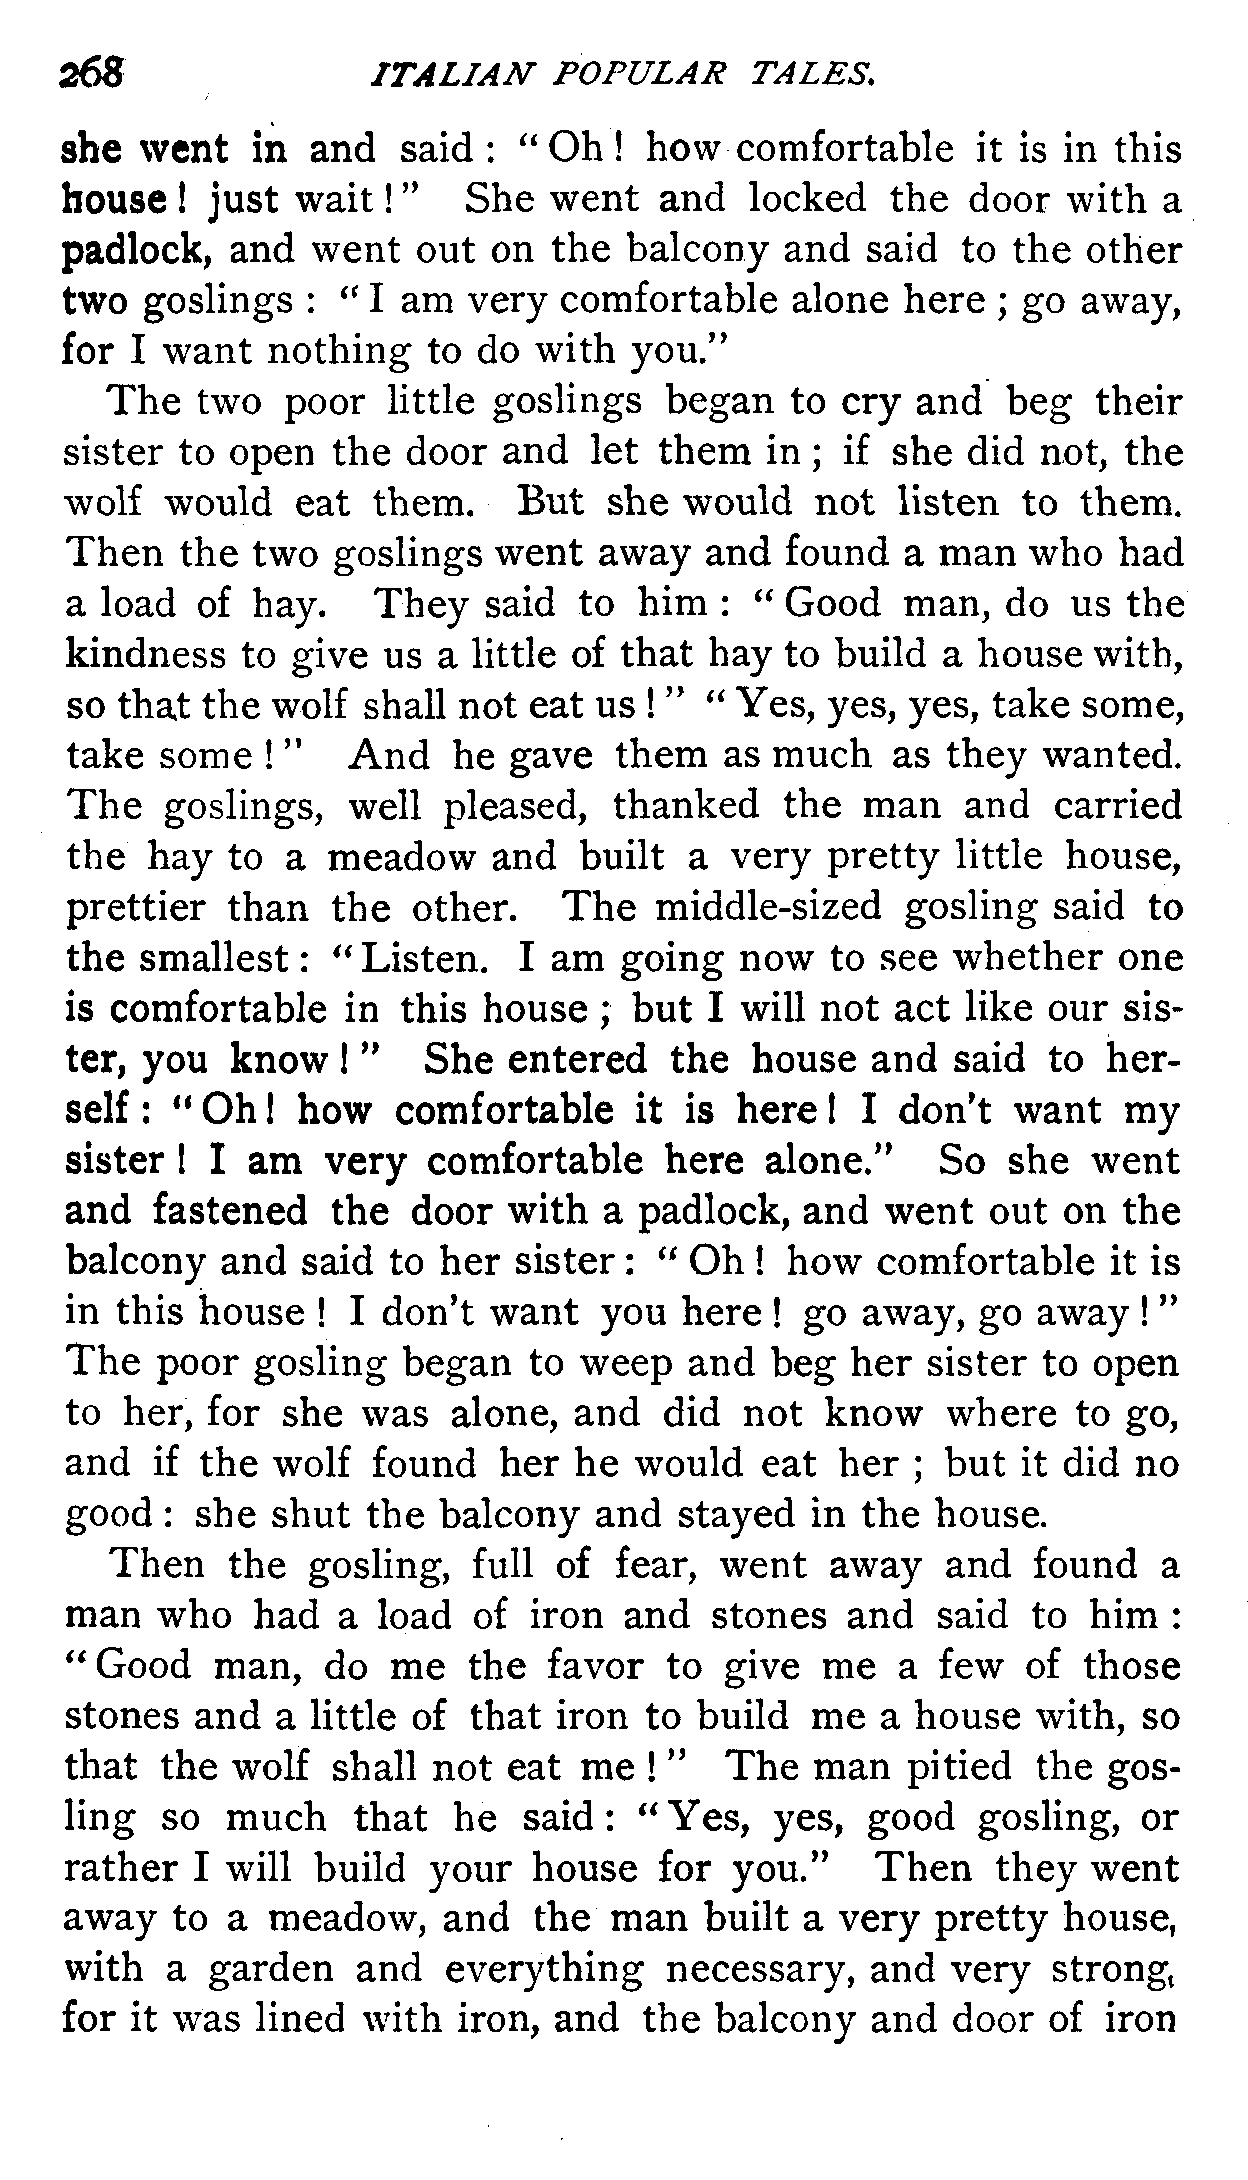 268 ITALIAN POPULAR TALES.
she went in and said : " Oh ! how comfortable it is in this
house ! just wait ! " She went and locked the door with a
padlock, and went out on the balcony and said to the other
two goslings : " I am very comfortable alone here ; go away,
for I want nothing to do with you."
The two poor little goslings began to cry and beg their
sister to open the door and let them in ; if she did not, the
wolf would eat them. But she would not listen to them.
Then the two goslings went away and found a man who had
a load of hay. They said to him : " Good man, do us the
kindness to give us a little of that hay to build a house with,
so that the wolf shall not eat us ! " " Yes, yes, yes, take some,
take some ! " And he gave them as much as they wanted.
The goslings, well pleased, thanked the man and carried
the hay to a meadow and built a very pretty little house,
prettier than the other. The middle-sized gosling said to
the smallest : " Listen. I am going now to see whether one
is comfortable in this house ; but I will not act like our sis-
ter, you know ! " She entered the house and said to her-
self : " Oh ! how comfortable it is here ! I don't want my
sister ! I am very comfortable here alone." So she went
and fastened the door with a padlock, and went out on the
balcony and said to her sister : " Oh ! how comfortable it is
in this house ! I don't want you here ! go away, go away ! "
The poor gosling began to weep and beg her sister to open
to her, for she was alone, and did not know where to go,
and if the wolf found her he would eat her ; but it did no
good : she shut the balcony and stayed in the house.
Then the gosling, full of fear, went away and found a
man who had a load of iron and stones and said to him :
" Good man, do me the favor to give me a few of those
stones and a little of that iron to build me a house with, so
that the wolf shall not eat me ! " The man pitied the gos-
ling so much that he said : " Yes, yes, good gosling, or
rather I will build your house for you." Then they went
away to a meadow, and the man built a very pretty house,
with a garden and everything necessary, and very strong,
for it was lined with iron, and the balcony and door of iron